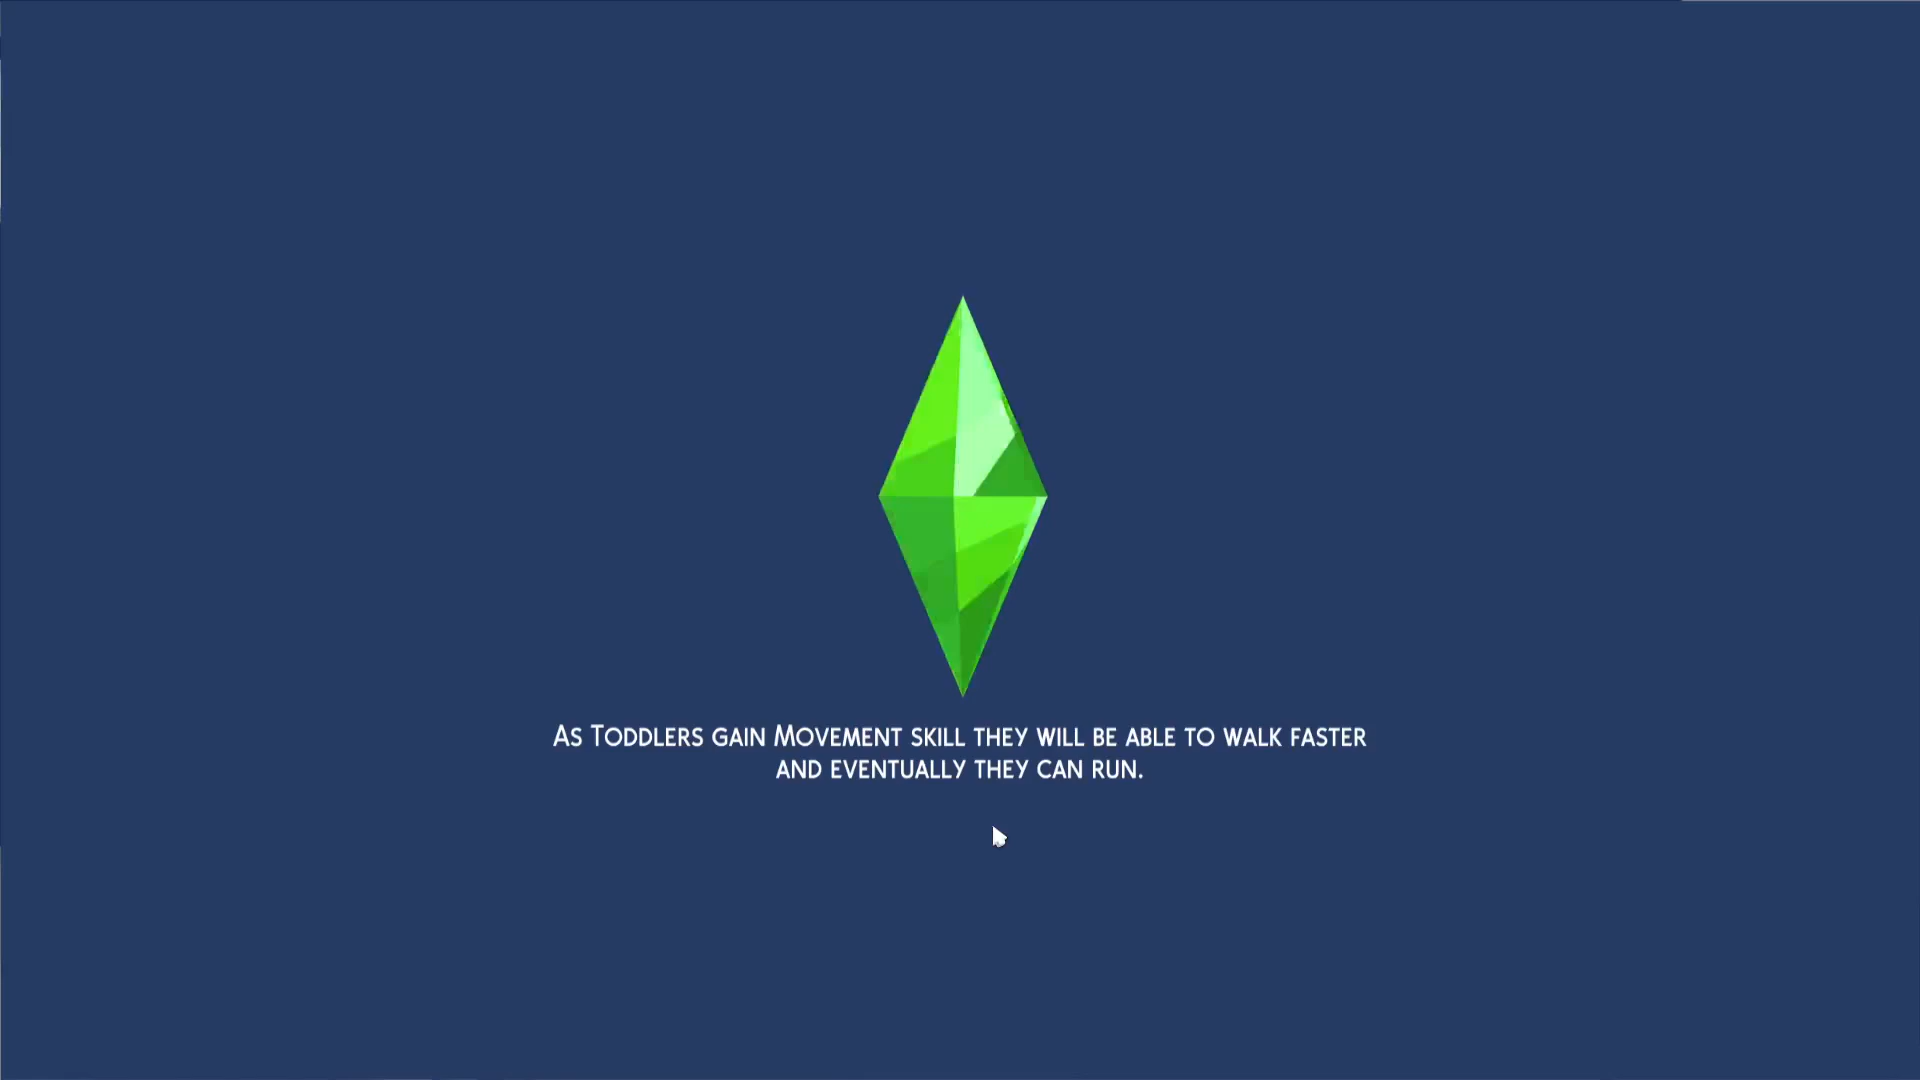 As Toddlers gain Movement skill they will be able to walk faster
and eventually they can run.